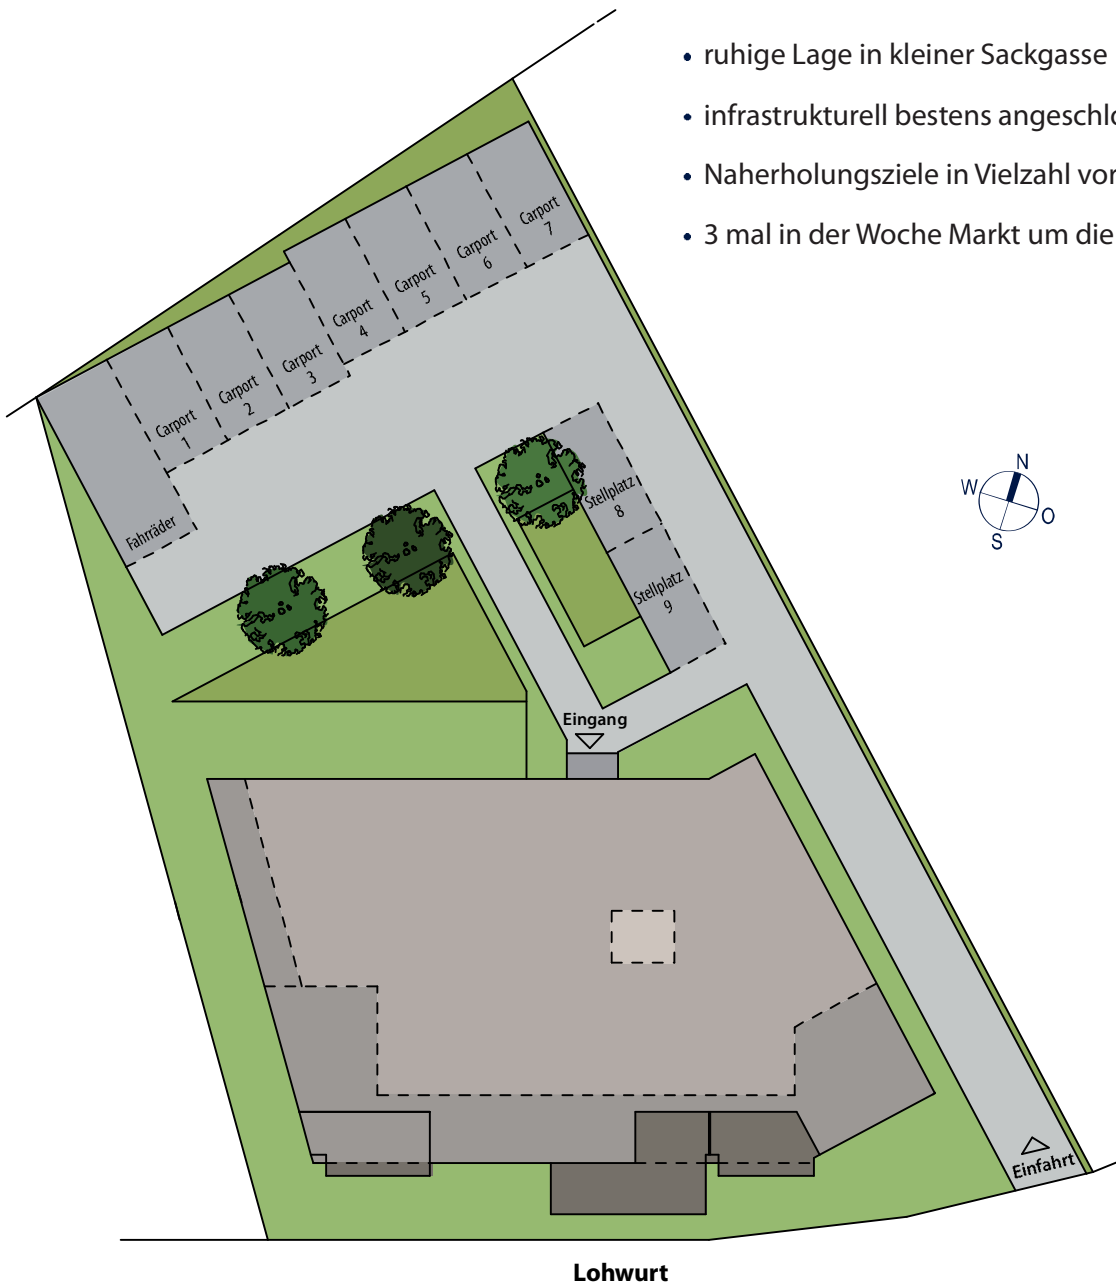 • ruhige Lage in kleiner Sackgasse
• infrastrukturell bestens
• Naherholungsziele in Vielzahl
• 3 mal in der Woche Markt um die
Carport
7
Carport
6
Carport
5
Carport
4
Carport
3
Carport
2
Carport
1
Fahrräder
Stellplatz
8
Stellplatz
9
N
W
O
S
Eingang
Einfahrt
Lohwurt